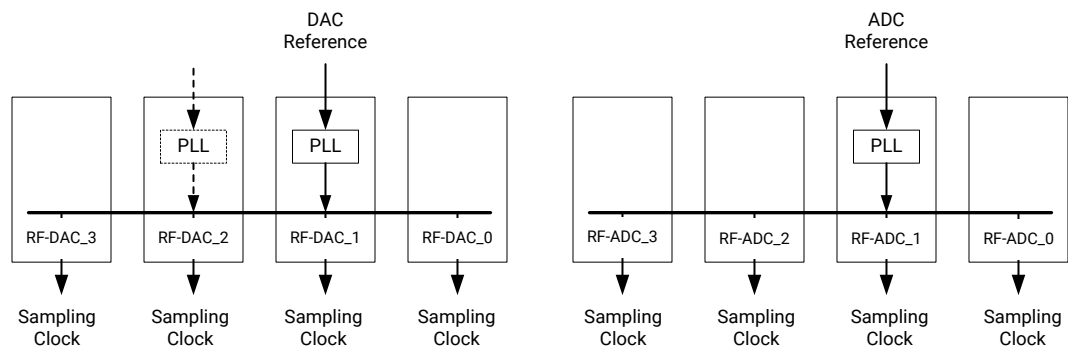 DAC
Reference
ADC
Reference
PLL
PLL
PLL
RF-DAC_3
RF-DAC_2
RF-DAC_1
RF-DAC_0
RF-ADC_3
RF-ADC_2
RF-ADC_1
RF-ADC_0
Sampling
Clock
Sampling
Clock
Sampling
Clock
Sampling
Clock
Sampling
Clock
Sampling
Clock
Sampling
Clock
Sampling
Clock